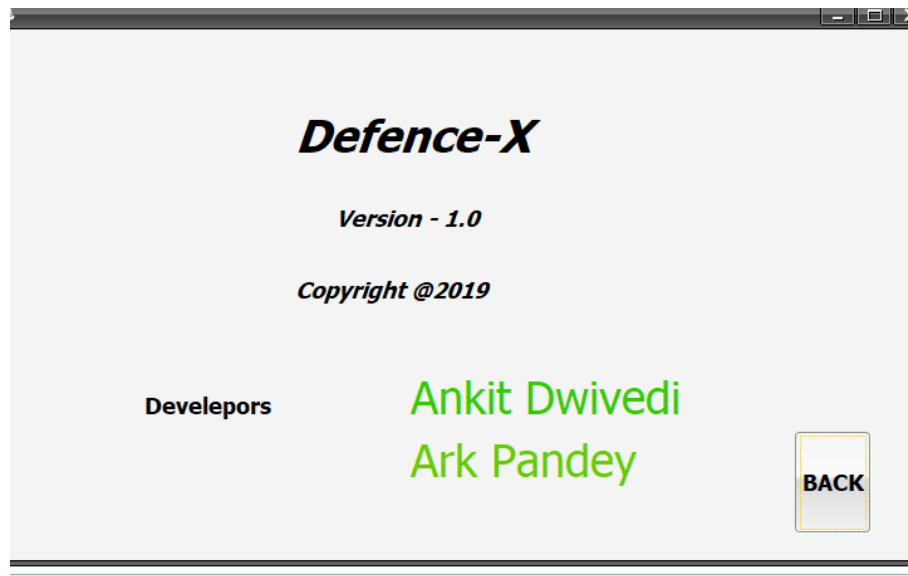 Defence-X
Version - 1.0
Copyright @2019
Develepors
Ankit Dwivedi
Ark Pandey
BACK